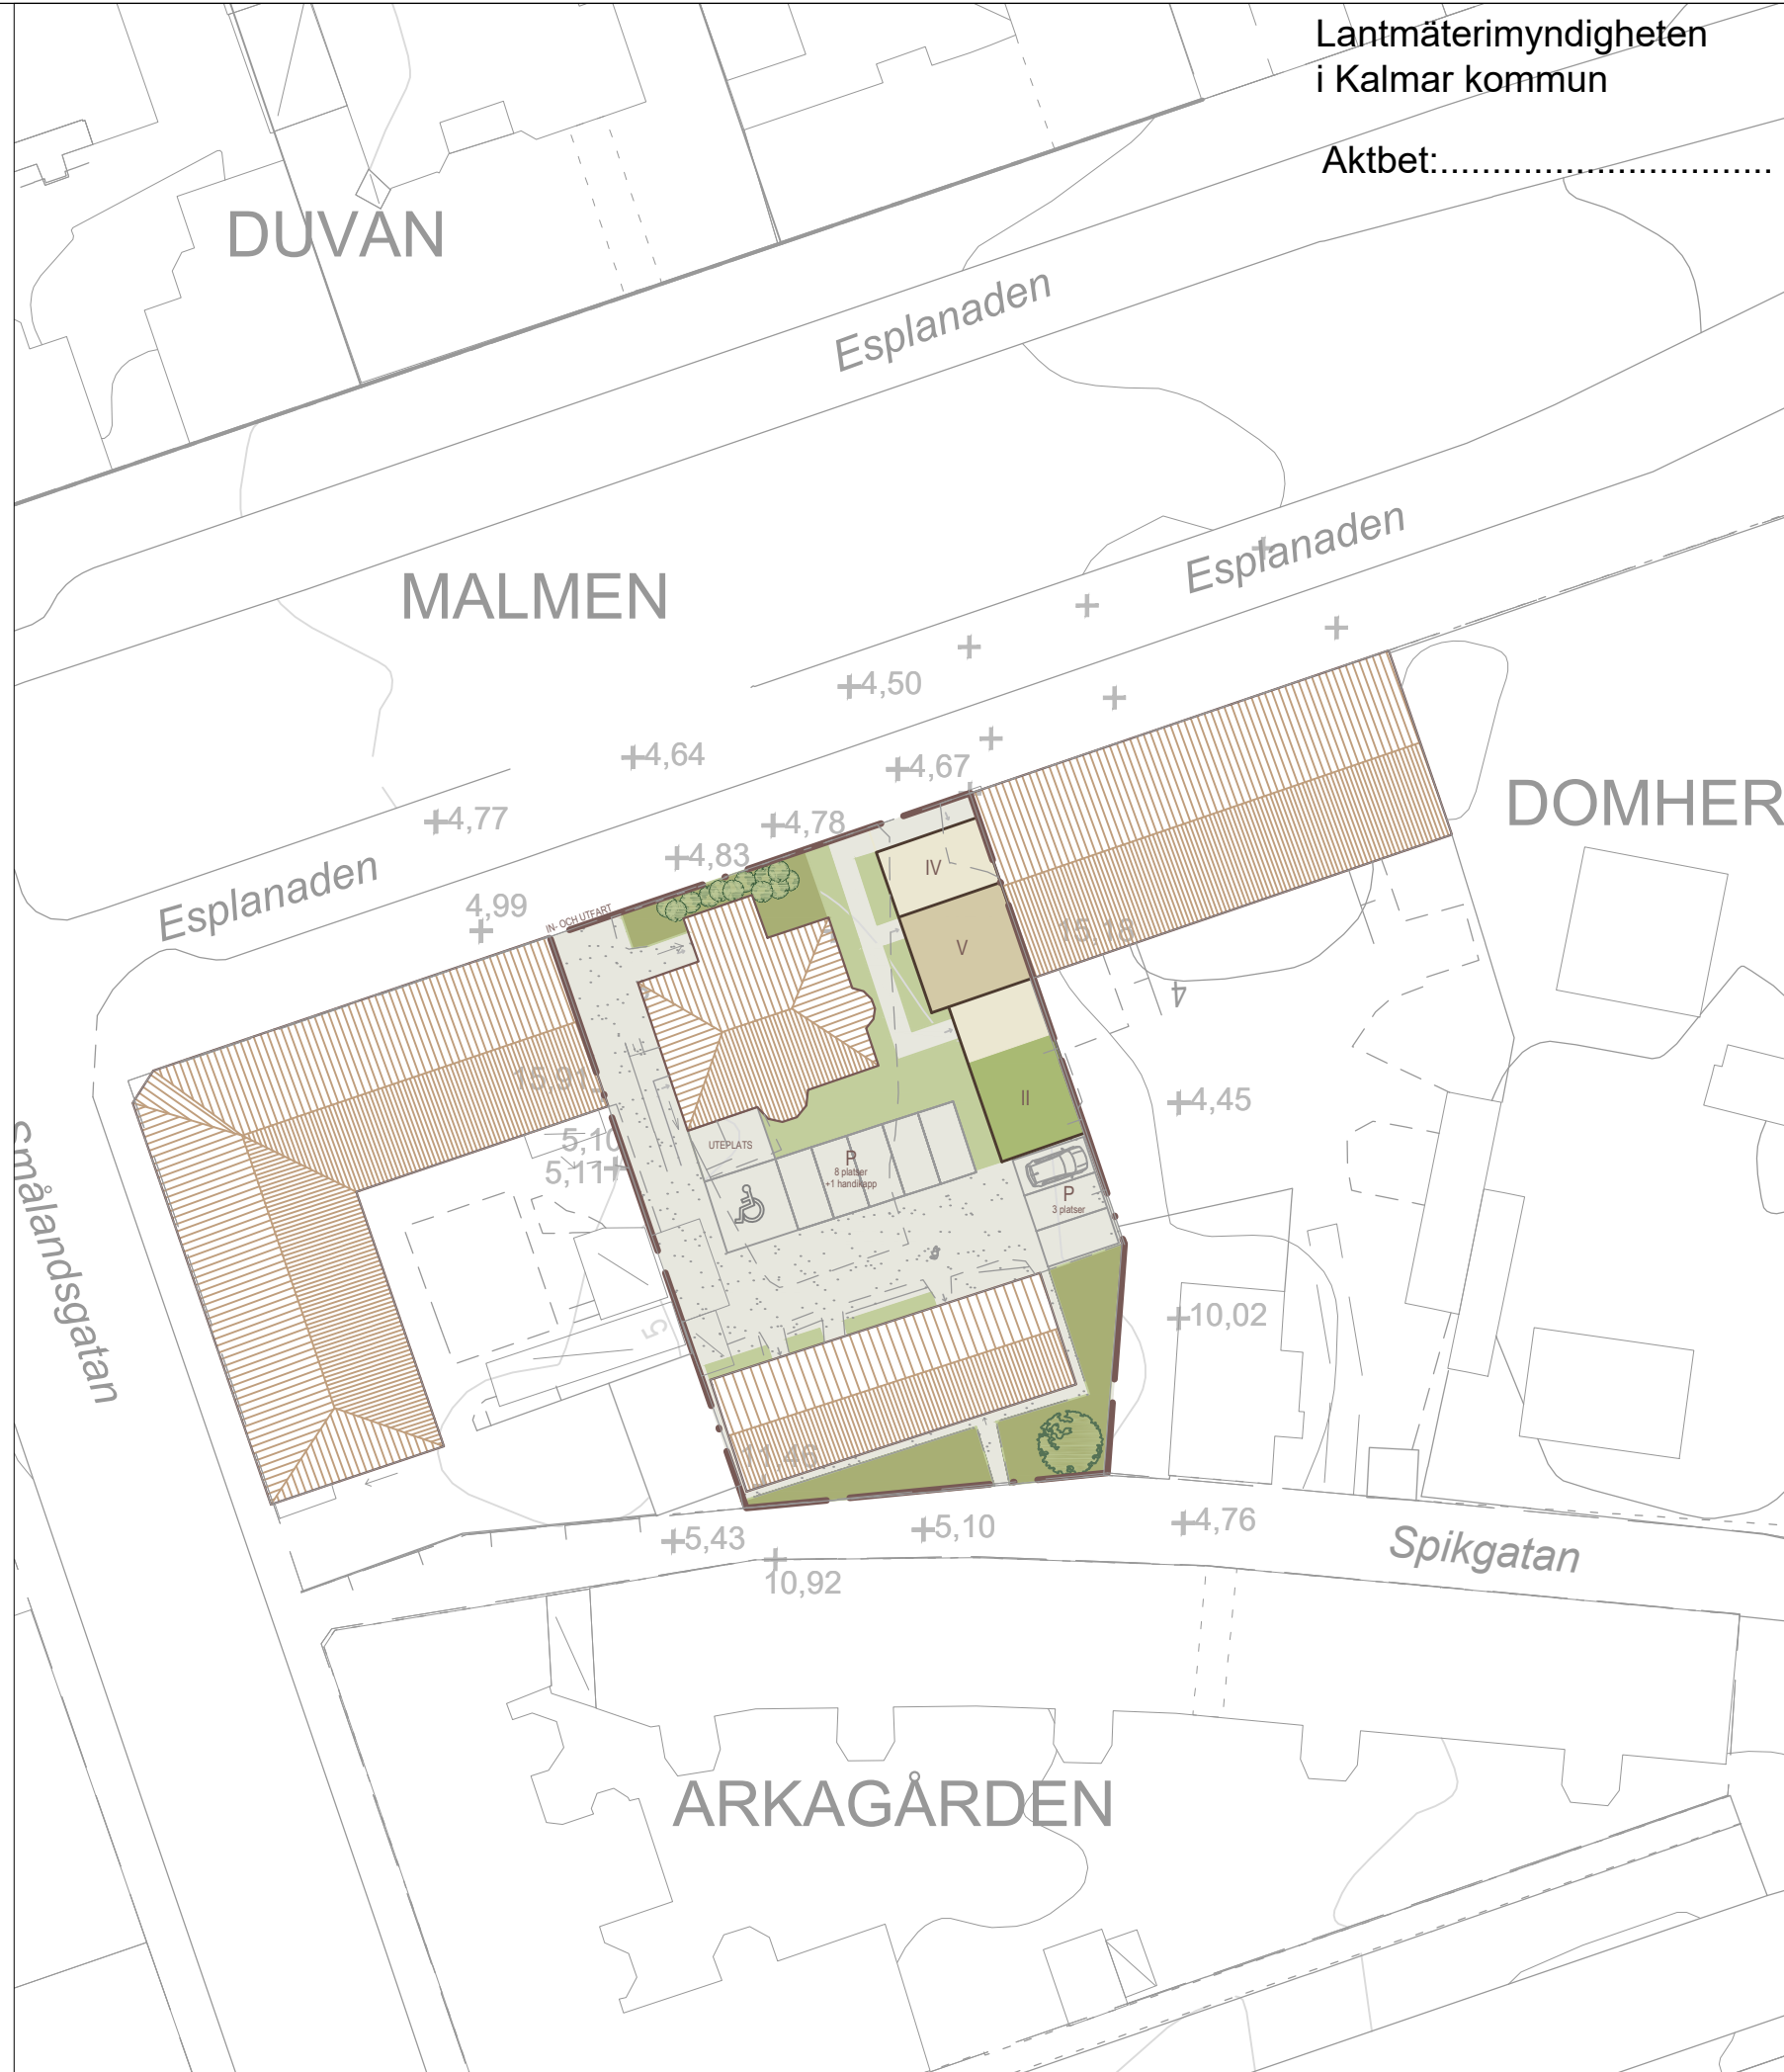 Lantmäterimyndigheten
i Kalmar kommun
Aktbet:................................
DUVAN
Esplanaden
Esplanaden
MALMEN
4,50
4,64
4,67
DOMHER
4,77
4,78
4,83
Esplanaden
4,99
IN- OCH UTFART
IV
15,18
V
4
15,91
4,45
II
5,10
5,11
UTEPLATS
P
8 platser
+1 handikapp
P
3 platser
Smålandsgatan
10,02
5
11,46
5,43
5,10
4,76
Spikgatan
10,92
ARKAGÅRDEN